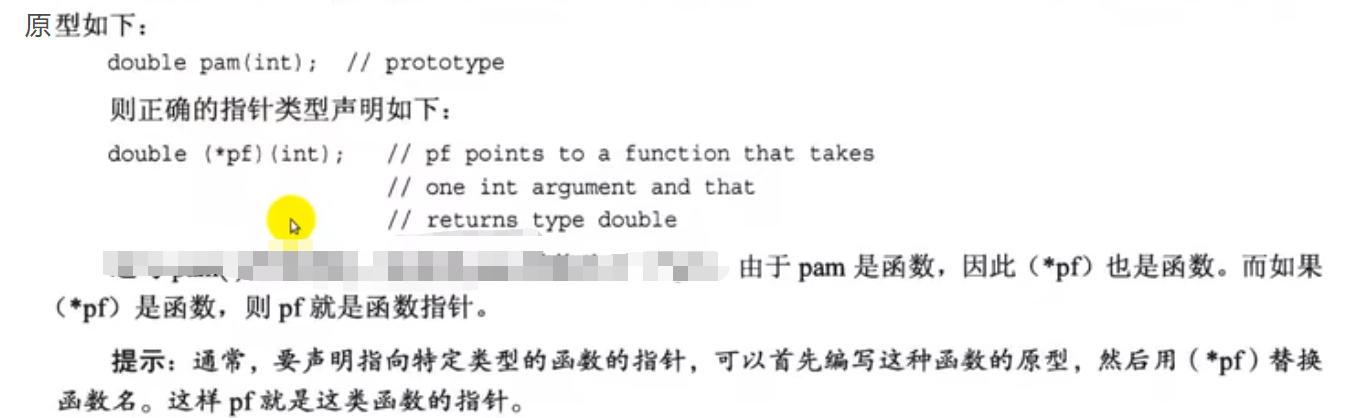 原型如下：
double pam(int);  // prototype
则正确的指针类型声明如下：
double (*pf)(int);   // pf points to a function that takes
// one int argument and that
// returns type double
由于 pam 是函数，因此（*pf）也是函数。而如果
（*pf）是函数，则 pf 就是函数指针。
提示：通常，要声明指向特定类型的函数的指针，可以首先编写这种函数的原型，然后用（*pf）替换
函数名。这样 pf 就是这类函数的指针。